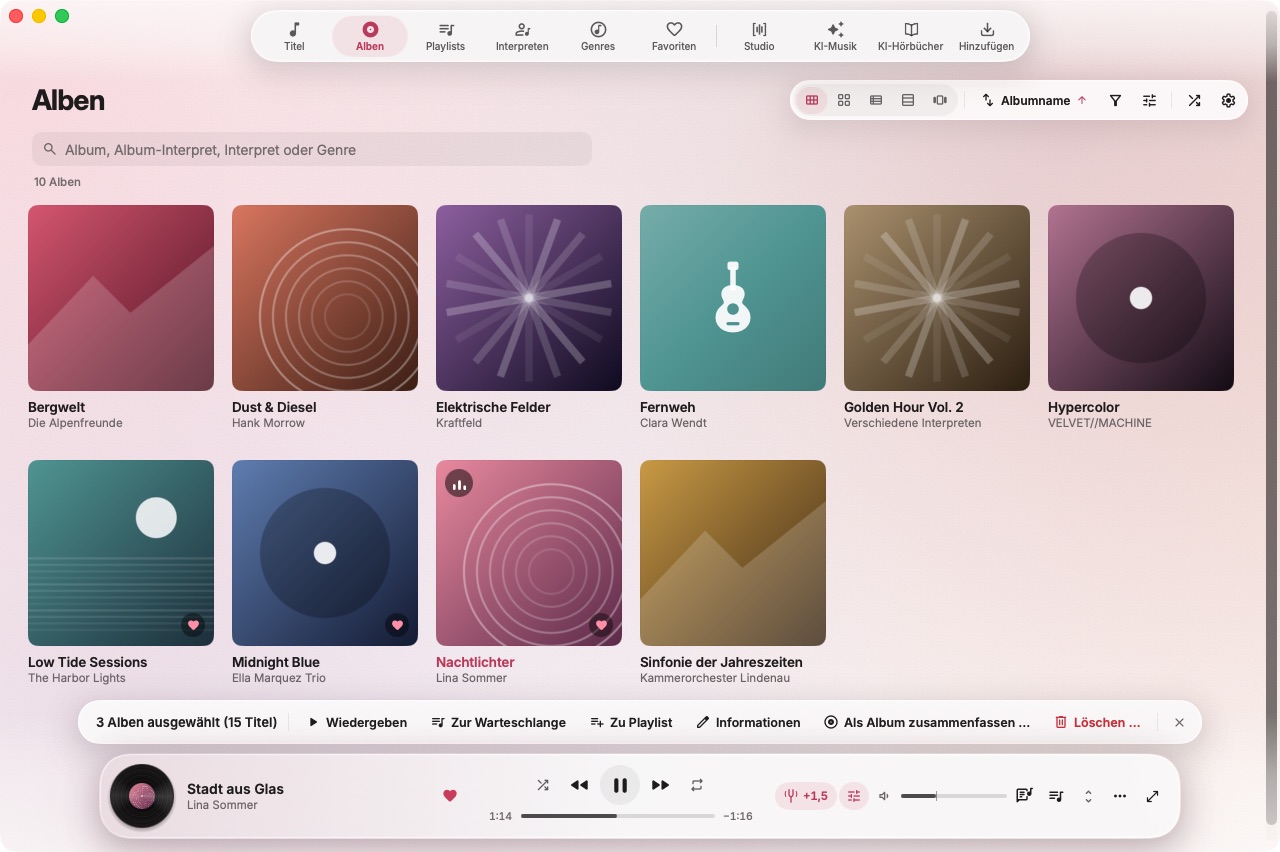 Titel
Alben
Playlists
Interpreten
Genres
Favoriten
Studio
KI-Musik
KI-Hörbücher
Hinzufügen
Alben
Albumname
Album, Album-Interpret, Interpret oder Genre
10 Alben
Bergwelt
Die Alpenfreunde
Dust & Diesel
Hank Morrow
Elektrische Felder
Kraftfeld
Fernweh
Clara Wendt
Golden Hour Vol. 2
Verschiedene Interpreten
Hypercolor
VELVET//MACHINE
Low Tide Sessions
The Harbor Lights
Midnight Blue
Ella Marquez Trio
Nachtlichter
Lina Sommer
Sinfonie der Jahreszeiten
Kammerorchester Lindenau
3 Alben ausgewählt (15 Titel)
Wiedergeben
Zur Warteschlange
Zu Playlist
Informationen
Als Album zusammenfassen ...
Löschen ...
Stadt aus Glas
Lina Sommer
1:14
−1:16
+1,5